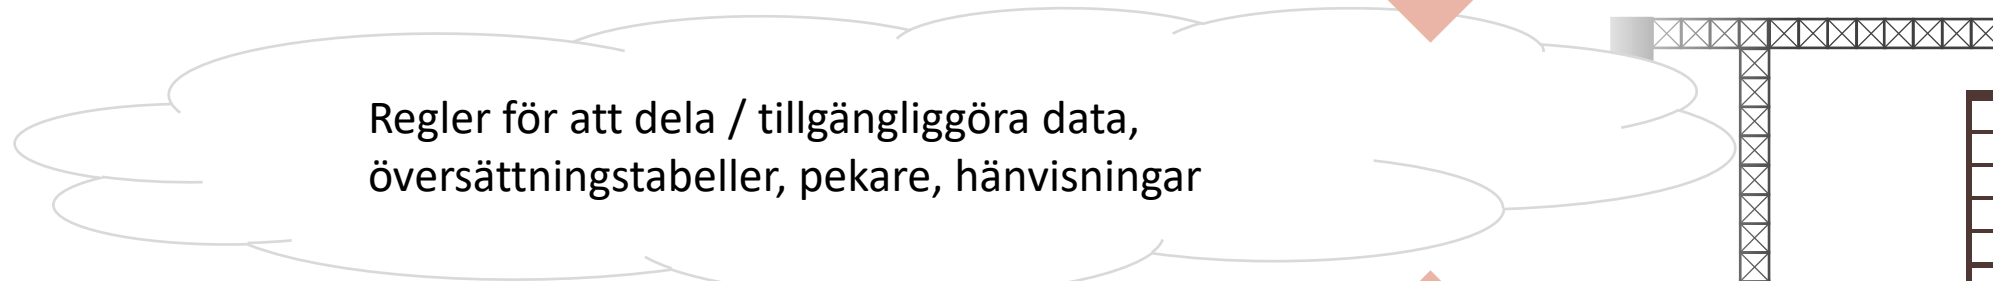 Regler för att dela / tillgängliggöra data,
översättningstabeller, pekare, hänvisningar